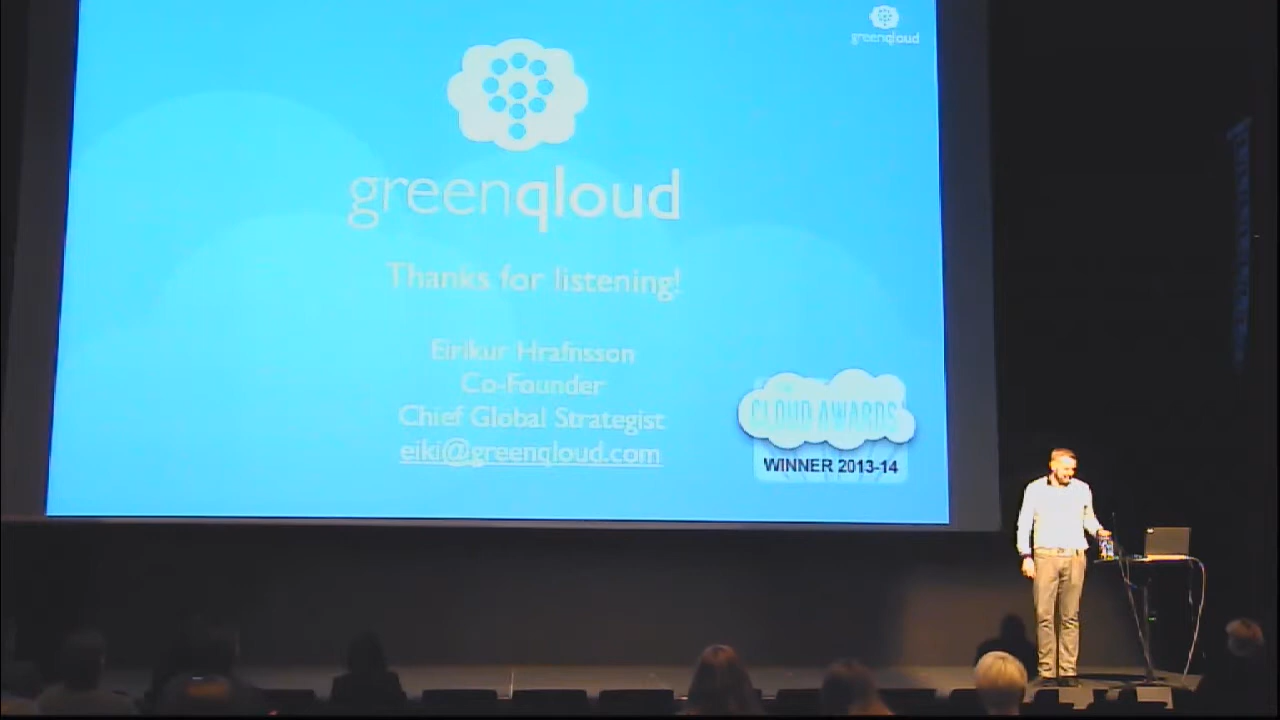 greenqloud
greenqloud
Thanks for listening!
Eirikur Hrafnsson
Co-Founder
Chief Global Strategist
eiki@greenqloud.com
CLOUD AWARDS
WINNER 2013-14